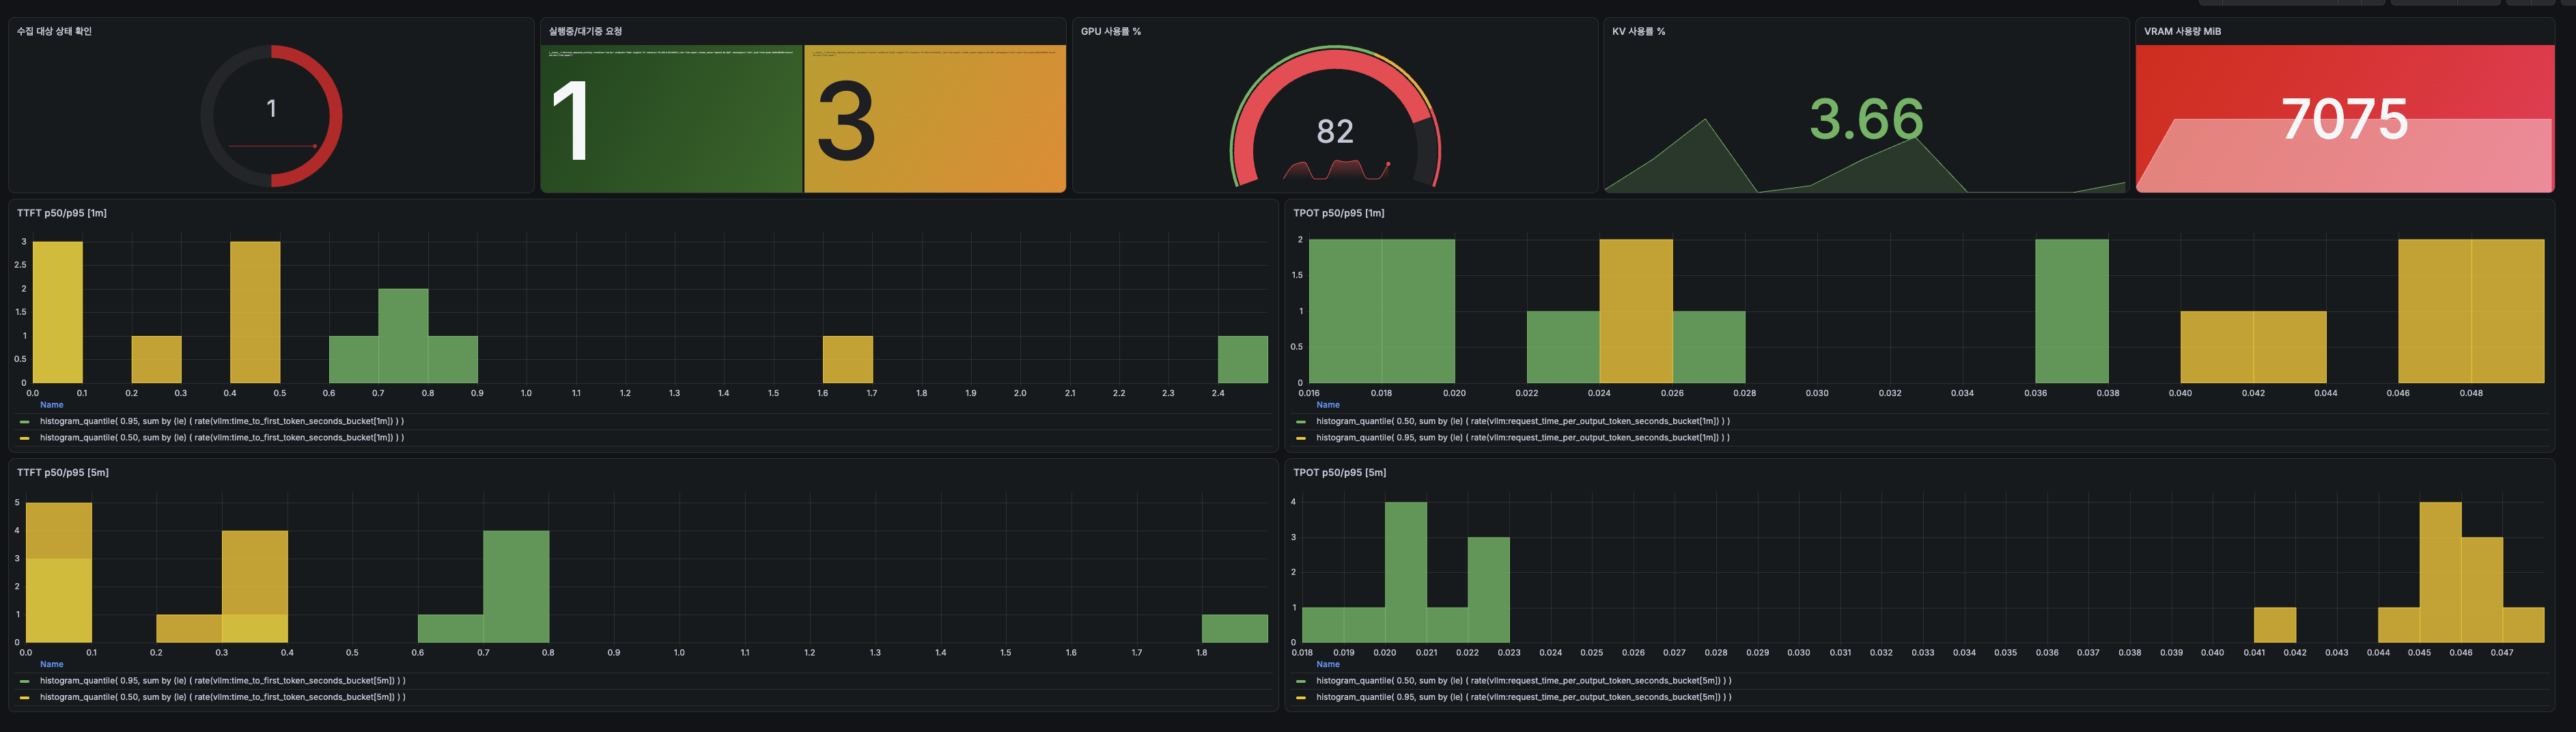 수집 대상 상태 확인
1
실행중/대기중 요청
1
3
GPU 사용률 %
82
KV 사용률 %
3.66
VRAM 사용량 MiB
7075
TTFT p50/p95 [1m]
3
2.5
2
1.5
1
0.5
0
0.0 0.1 0.2 0.3 0.4 0.5 0.6 0.7 0.8 0.9 1.0 1.1 1.2 1.3 1.4 1.5 1.6 1.7 1.8 1.9 2.0 2.1 2.2 2.3 2.4
Name
histogram_quantile( 0.95, sum by (le) ( rate(vllm:time_to_first_token_seconds_bucket[1m]) ) )
histogram_quantile( 0.50, sum by (le) ( rate(vllm:time_to_first_token_seconds_bucket[1m]) ) )
TPOT p50/p95 [1m]
2
1.5
1
0.5
0
0.016 0.018 0.020 0.022 0.024 0.026 0.028 0.030 0.032 0.034 0.036 0.038 0.040 0.042 0.044 0.046 0.048
Name
histogram_quantile( 0.50, sum by (le) ( rate(vllm:request_time_per_output_token_seconds_bucket[1m]) ) )
histogram_quantile( 0.95, sum by (le) ( rate(vllm:request_time_per_output_token_seconds_bucket[1m]) ) )
TTFT p50/p95 [5m]
5
4
3
2
1
0
0.0 0.1 0.2 0.3 0.4 0.5 0.6 0.7 0.8 0.9 1.0 1.1 1.2 1.3 1.4 1.5 1.6 1.7 1.8
Name
histogram_quantile( 0.95, sum by (le) ( rate(vllm:time_to_first_token_seconds_bucket[5m]) ) )
histogram_quantile( 0.50, sum by (le) ( rate(vllm:time_to_first_token_seconds_bucket[5m]) ) )
TPOT p50/p95 [5m]
4
3
2
1
0
0.018 0.019 0.020 0.021 0.022 0.023 0.024 0.025 0.026 0.027 0.028 0.029 0.030 0.031 0.032 0.033 0.034 0.035 0.036 0.037 0.038 0.039 0.040 0.041 0.042 0.043 0.044 0.045 0.046 0.047
Name
histogram_quantile( 0.50, sum by (le) ( rate(vllm:request_time_per_output_token_seconds_bucket[5m]) ) )
histogram_quantile( 0.95, sum by (le) ( rate(vllm:request_time_per_output_token_seconds_bucket[5m]) ) )